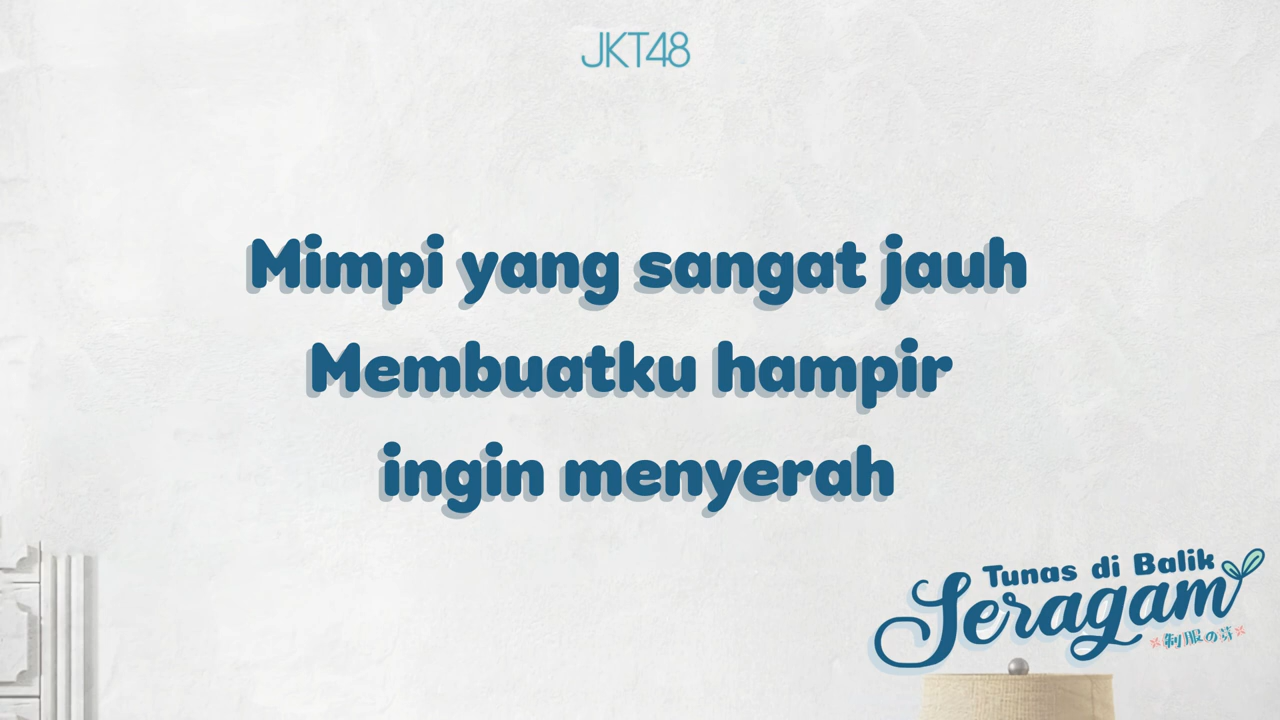 JKT48
Mimpi yang sangat jauh
Membuatku hampir
ingin menyerah
Tunas di Balik
Seragam
制服の芽